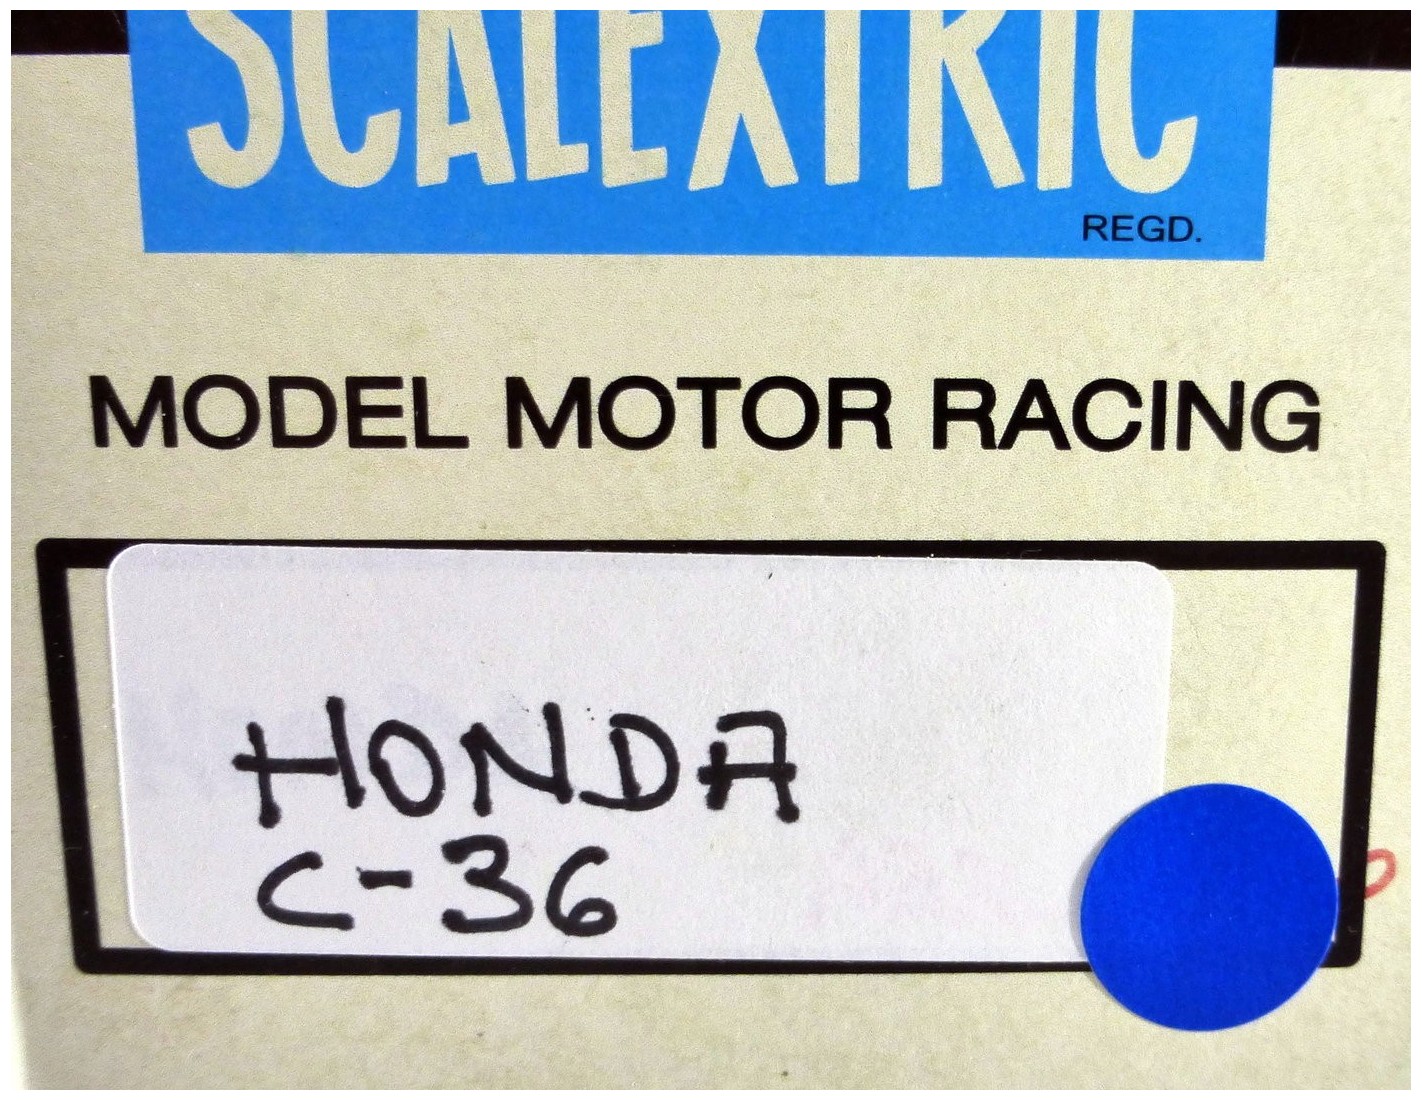 SCALEXTRIC
REGD.
MODEL MOTOR RACING
HONDA
C-36